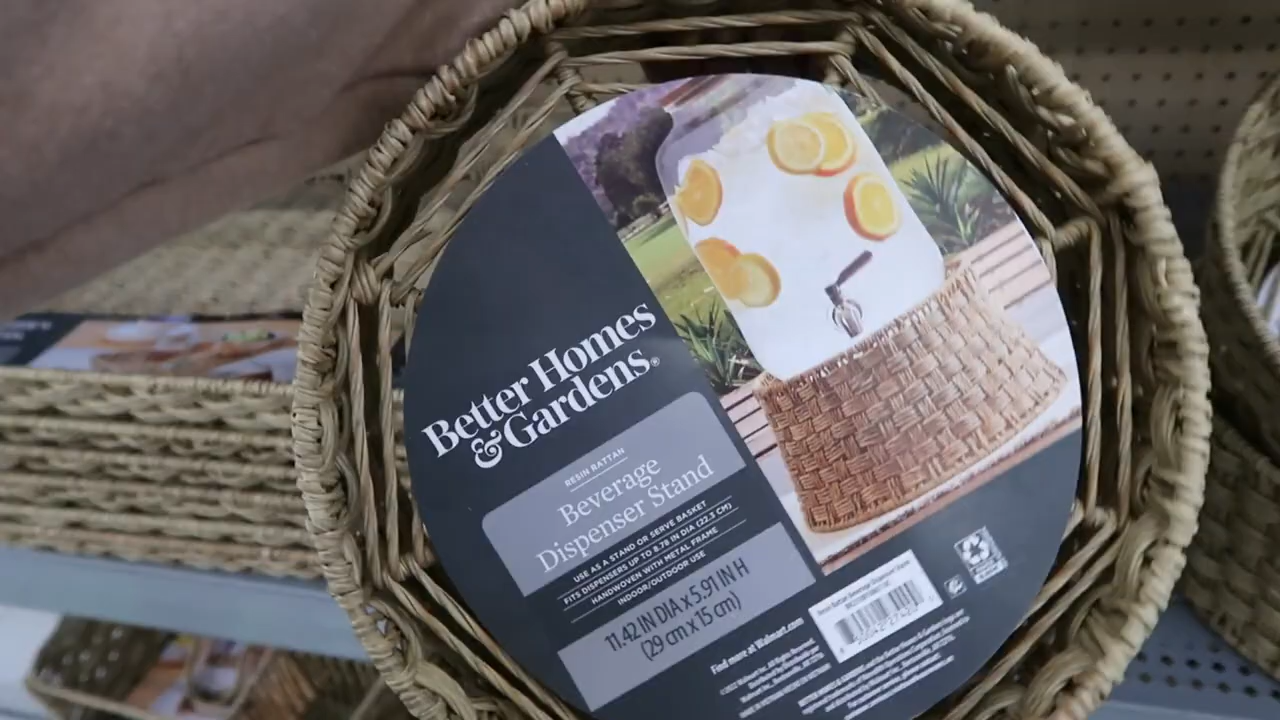 Better Homes
& Gardens®
RESIN RATTAN
Beverage
Dispenser Stand
USE AS A STAND OR SERVE BASKET
FITS DISPENSERS UP TO 8.78 IN DIA (22.3 CM)
HANDWOVEN WITH METAL FRAME
INDOOR/OUTDOOR USE
11.42 IN DIA x 5.91 IN H
(29 cm x 15 cm)
Find more at Walmart.com